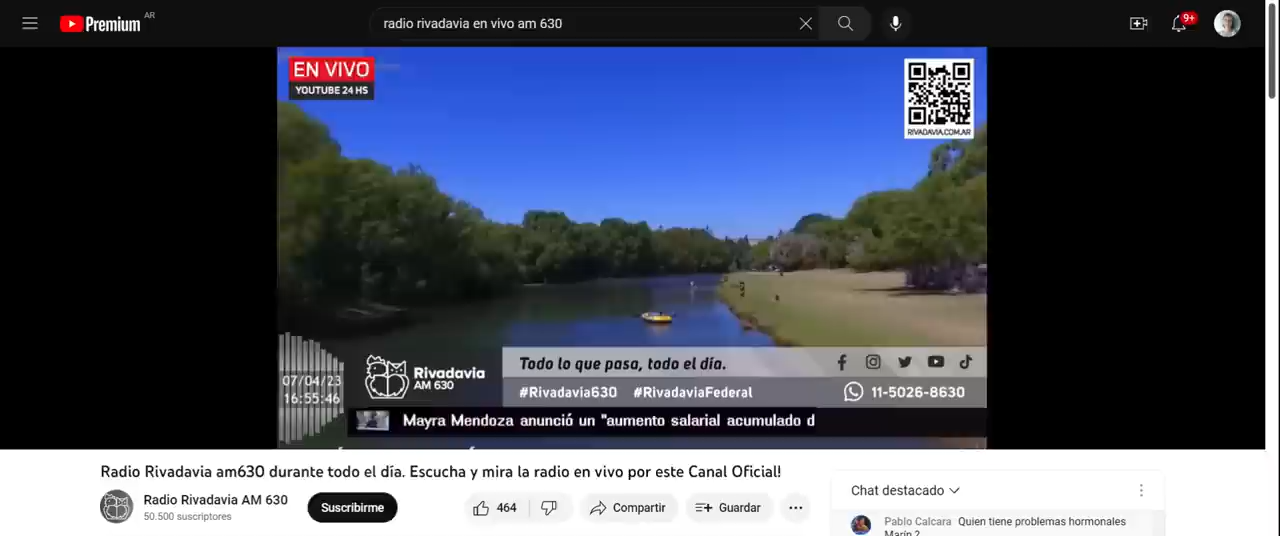 Premium AR
radio rivadavia en vivo am 630
9+
EN VIVO
YOUTUBE 24 HS
RIVADAVIA.COM.AR
07/04/23
16:55:46
Rivadavia
AM 630
Todo lo que pasa, todo el día.
#Rivadavia630 #RivadaviaFederal
11-5026-8630
Mayra Mendoza anunció un "aumento salarial acumulado d
Radio Rivadavia am630 durante todo el día. Escucha y mira la radio en vivo por este Canal Oficial!
Radio Rivadavia AM 630
50.500 suscriptores
Suscribirme
464
Compartir
Guardar
Chat destacado
Pablo Calcara Quien tiene problemas hormonales
Marín ?